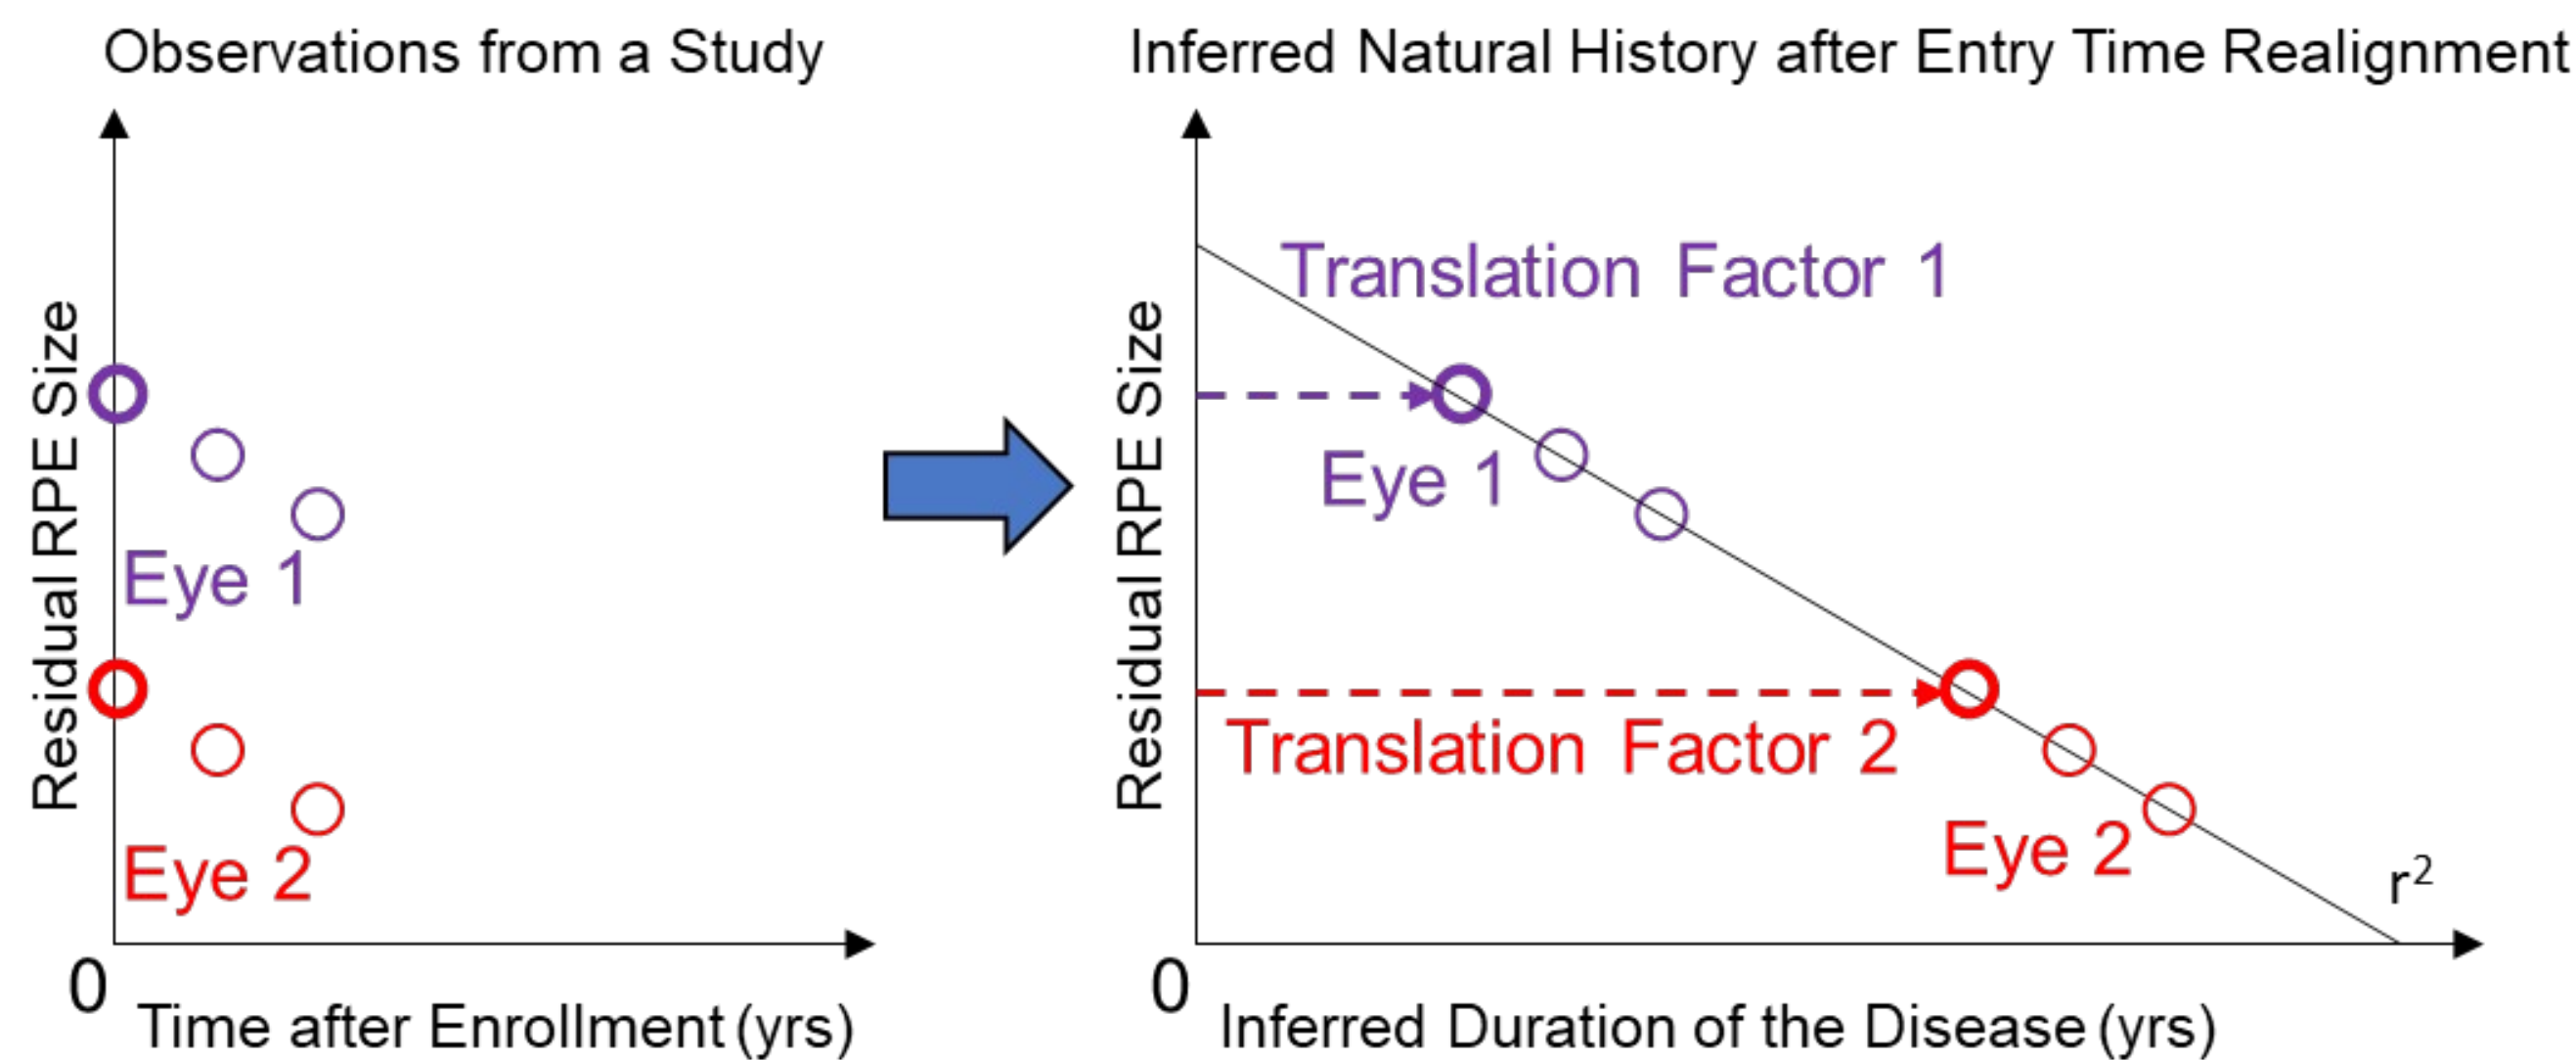 Observations from a Study
Residual RPE Size
Eye 1
Eye 2
0
Time after Enrollment (yrs)
Inferred Natural History after Entry Time Realignment
Residual RPE Size
Translation Factor 1
Eye 1
Translation Factor 2
Eye 2
r²
0
Inferred Duration of the Disease (yrs)